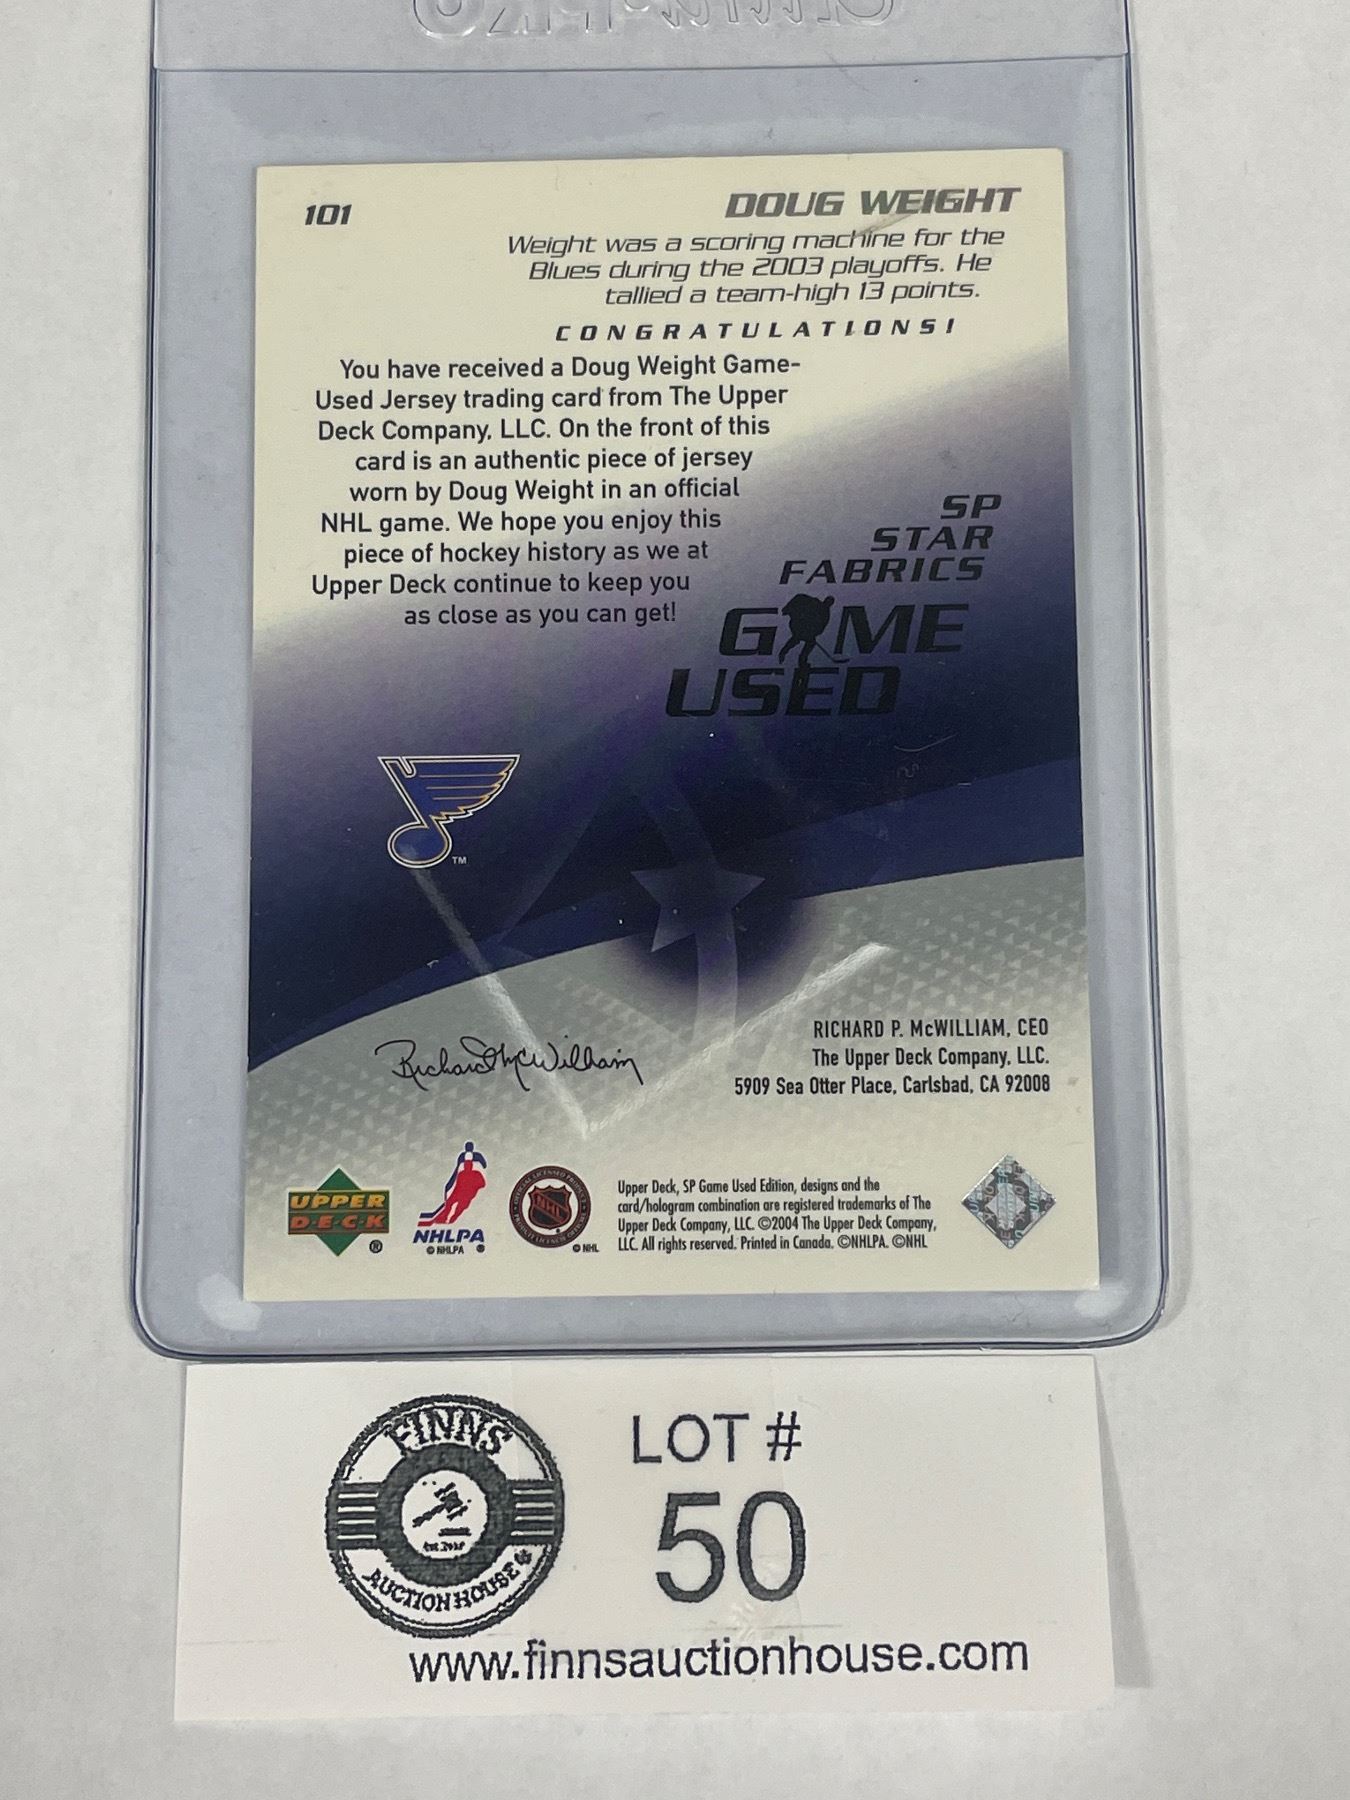 101
DOUG WEIGHT
Weight was a scoring machine for the
Blues during the 2003 playoffs. He
tallied a team-high 13 points.
CONGRATULATIONS!
You have received a Doug Weight Game-
Used Jersey trading card from The Upper
Deck Company, LLC. On the front of this
card is an authentic piece of jersey
worn by Doug Weight in an official
NHL game. We hope you enjoy this
piece of hockey history as we at
Upper Deck continue to keep you
as close as you can get!
SP
STAR
FABRICS
GAME
USED
TM
Richard McWilliam
RICHARD P. McWILLIAM, CEO
The Upper Deck Company, LLC.
5909 Sea Otter Place, Carlsbad, CA 92008
UPPER
DECK
®
NHLPA
© NHLPA ®
NHL
© NHL
Upper Deck, SP Game Used Edition, designs and the
card/hologram combination are registered trademarks of The
Upper Deck Company, LLC. ©2004 The Upper Deck Company,
LLC. All rights reserved. Printed in Canada. ©NHLPA. ©NHL
FINNS
AUCTION HOUSE
LOT #
50
www.finnsauctionhouse.com